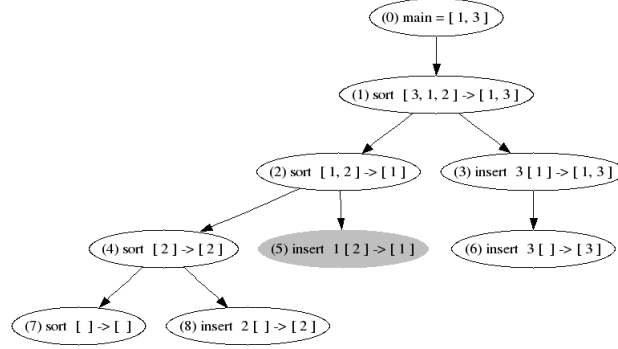 (0) main = [ 1, 3 ]
(1) sort [ 3, 1, 2 ] -> [ 1, 3 ]
(2) sort [ 1, 2 ] -> [ 1 ]
(3) insert 3 [ 1 ] -> [ 1, 3 ]
(4) sort [ 2 ] -> [ 2 ]
(5) insert 1 [ 2 ] -> [ 1 ]
(6) insert 3 [ ] -> [ 3 ]
(7) sort [ ] -> [ ]
(8) insert 2 [ ] -> [ 2 ]